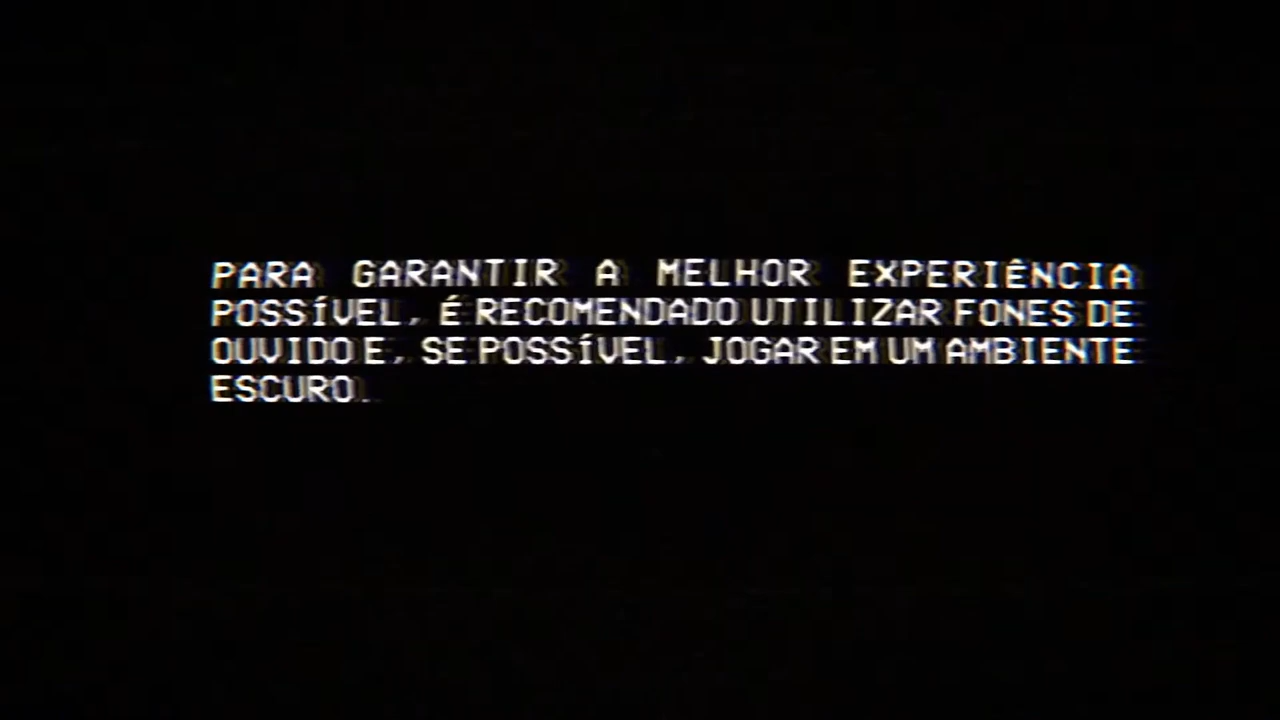 PARA GARANTIR A MELHOR EXPERIÊNCIA
POSSÍVEL, É RECOMENDADO UTILIZAR FONES DE
OUVIDO E, SE POSSÍVEL, JOGAR EM UM AMBIENTE
ESCURO.